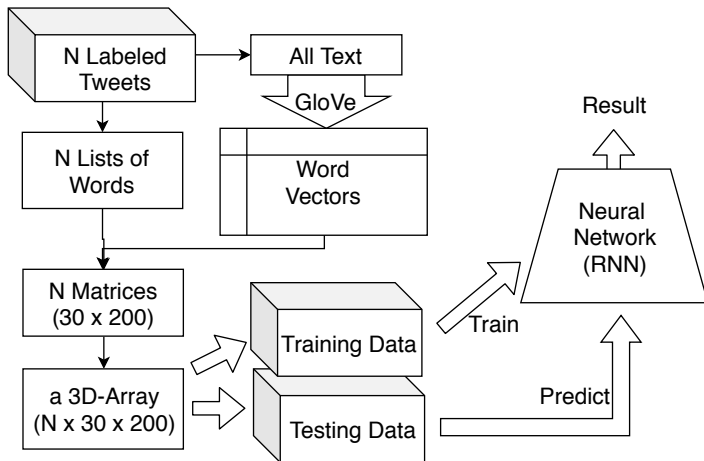 N Labeled
Tweets
All Text
GloVe
N Lists of
Words
Word
Vectors
Result
Neural
Network
(RNN)
N Matrices
(30 x 200)
Training Data
Train
a 3D-Array
(N x 30 x 200)
Testing Data
Predict